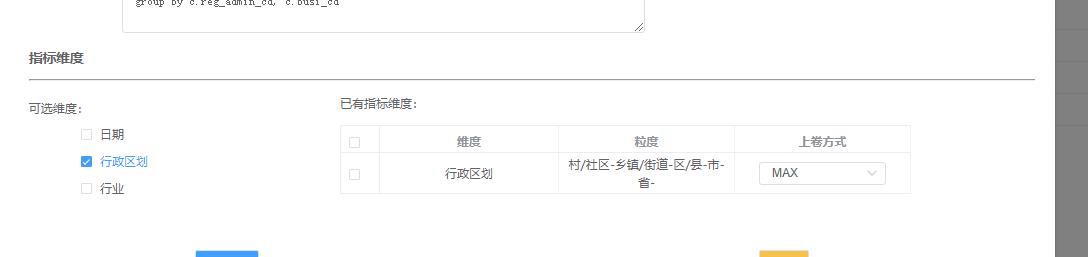 group by c.reg_admin_cd, c.busi_cd
指标维度
可选维度：
日期
行政区划
行业
已有指标维度：
维度 粒度 上卷方式
行政区划 村/社区-乡镇/街道-区/县-市- MAX
省-